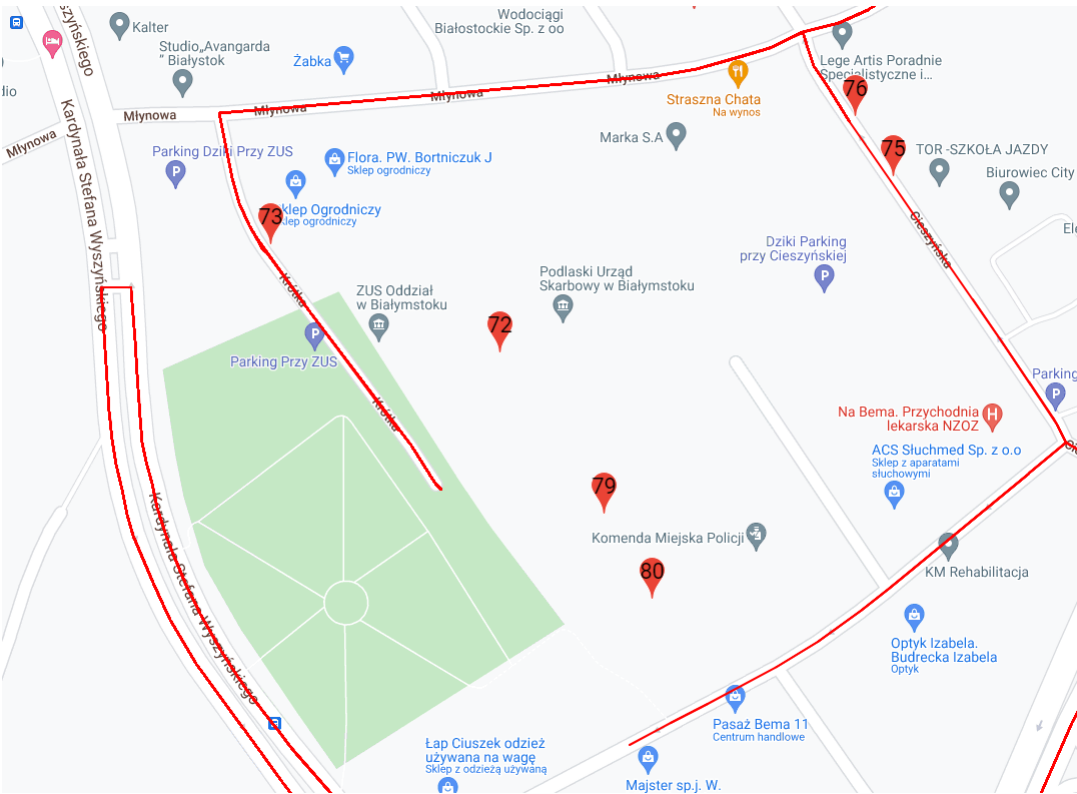 szyńskiego
Kalter
Studio„Avangarda
” Białystok
Wodociągi
Białostockie Sp. z oo
Żabka
Lege Artis Poradnie
Specjalistyczne i...
dio
Młynowa
Młynowa
Młynowa
Młynowa
Młynowa
Straszna Chata
Na wynos
76
Kardynała Stefana Wyszyńskiego
Parking Dziki Przy ZUS
Flora. PW. Bortniczuk J
Sklep ogrodniczy
Marka S.A
75
TOR -SZKOŁA JAZDY
Biurowiec City
73
klep Ogrodniczy
lep ogrodniczy
Cieszyńska
Dziki Parking
przy Cieszyńskiej
Krótka
ZUS Oddział
w Białymstoku
Podlaski Urząd
Skarbowy w Białymstoku
72
P
Parking Przy ZUS
Parking
Krótka
Na Bema. Przychodnia
lekarska NZOZ
H
ACS Słuchmed Sp. z o.o
Sklep z aparatami
słuchowymi
79
Komenda Miejska Policji
80
KM Rehabilitacja
Kardynała Stefana Wyszyńskiego
Optyk Izabela.
Budrecka Izabela
Optyk
Pasaż Bema 11
Centrum handlowe
Łap Ciuszek odzież
używana na wagę
Sklep z odzieżą używaną
Majster sp.j. W.